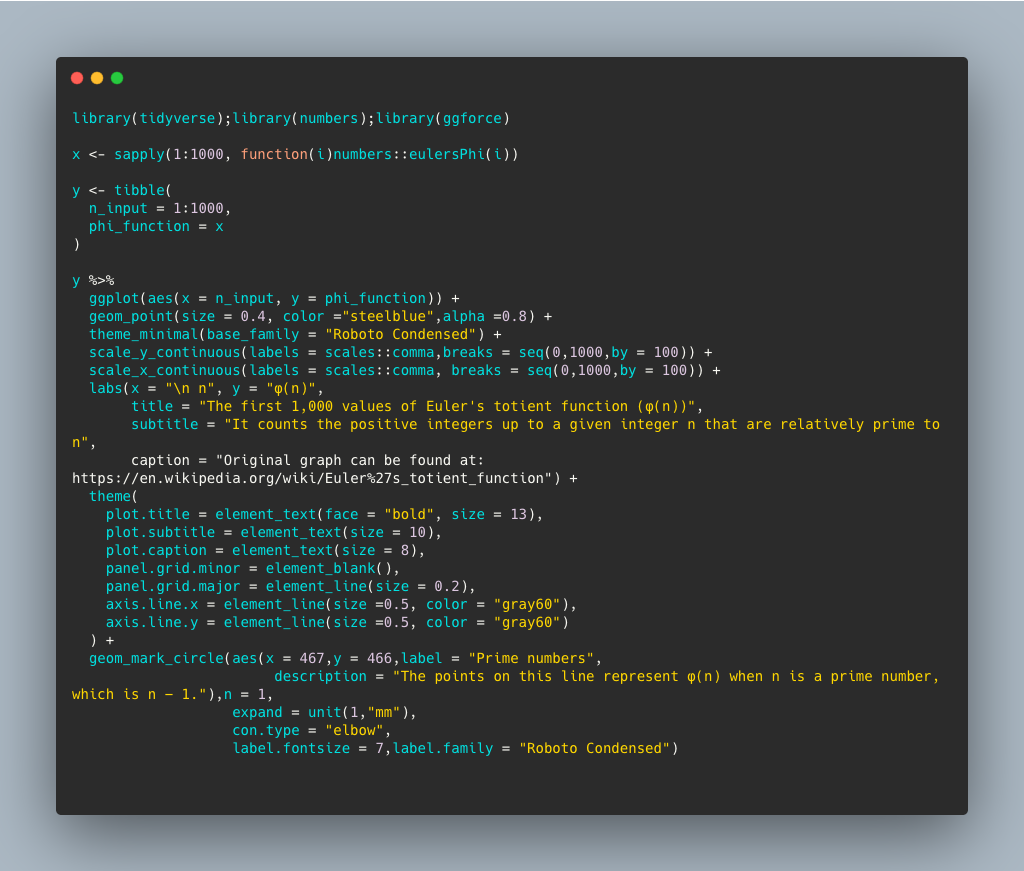 library(tidyverse);library(numbers);library(ggforce)
x <- sapply(1:1000, function(i)numbers::eulersPhi(i))
y <- tibble(
  n_input = 1:1000,
  phi_function = x
)
y %>%
  ggplot(aes(x = n_input, y = phi_function)) +
  geom_point(size = 0.4, color ="steelblue",alpha =0.8) +
  theme_minimal(base_family = "Roboto Condensed") +
  scale_y_continuous(labels = scales::comma,breaks = seq(0,1000,by = 100)) +
  scale_x_continuous(labels = scales::comma, breaks = seq(0,1000,by = 100)) +
  labs(x = "\n n", y = "φ(n)",
       title = "The first 1,000 values of Euler's totient function (φ(n))",
       subtitle = "It counts the positive integers up to a given integer n that are relatively prime to
n",
       caption = "Original graph can be found at:
https://en.wikipedia.org/wiki/Euler%27s_totient_function") +
  theme(
    plot.title = element_text(face = "bold", size = 13),
    plot.subtitle = element_text(size = 10),
    plot.caption = element_text(size = 8),
    panel.grid.minor = element_blank(),
    panel.grid.major = element_line(size = 0.2),
    axis.line.x = element_line(size =0.5, color = "gray60"),
    axis.line.y = element_line(size =0.5, color = "gray60")
  ) +
  geom_mark_circle(aes(x = 467,y = 466,label = "Prime numbers",
                        description = "The points on this line represent φ(n) when n is a prime number,
which is n − 1."),n = 1,
                   expand = unit(1,"mm"),
                   con.type = "elbow",
                   label.fontsize = 7,label.family = "Roboto Condensed")